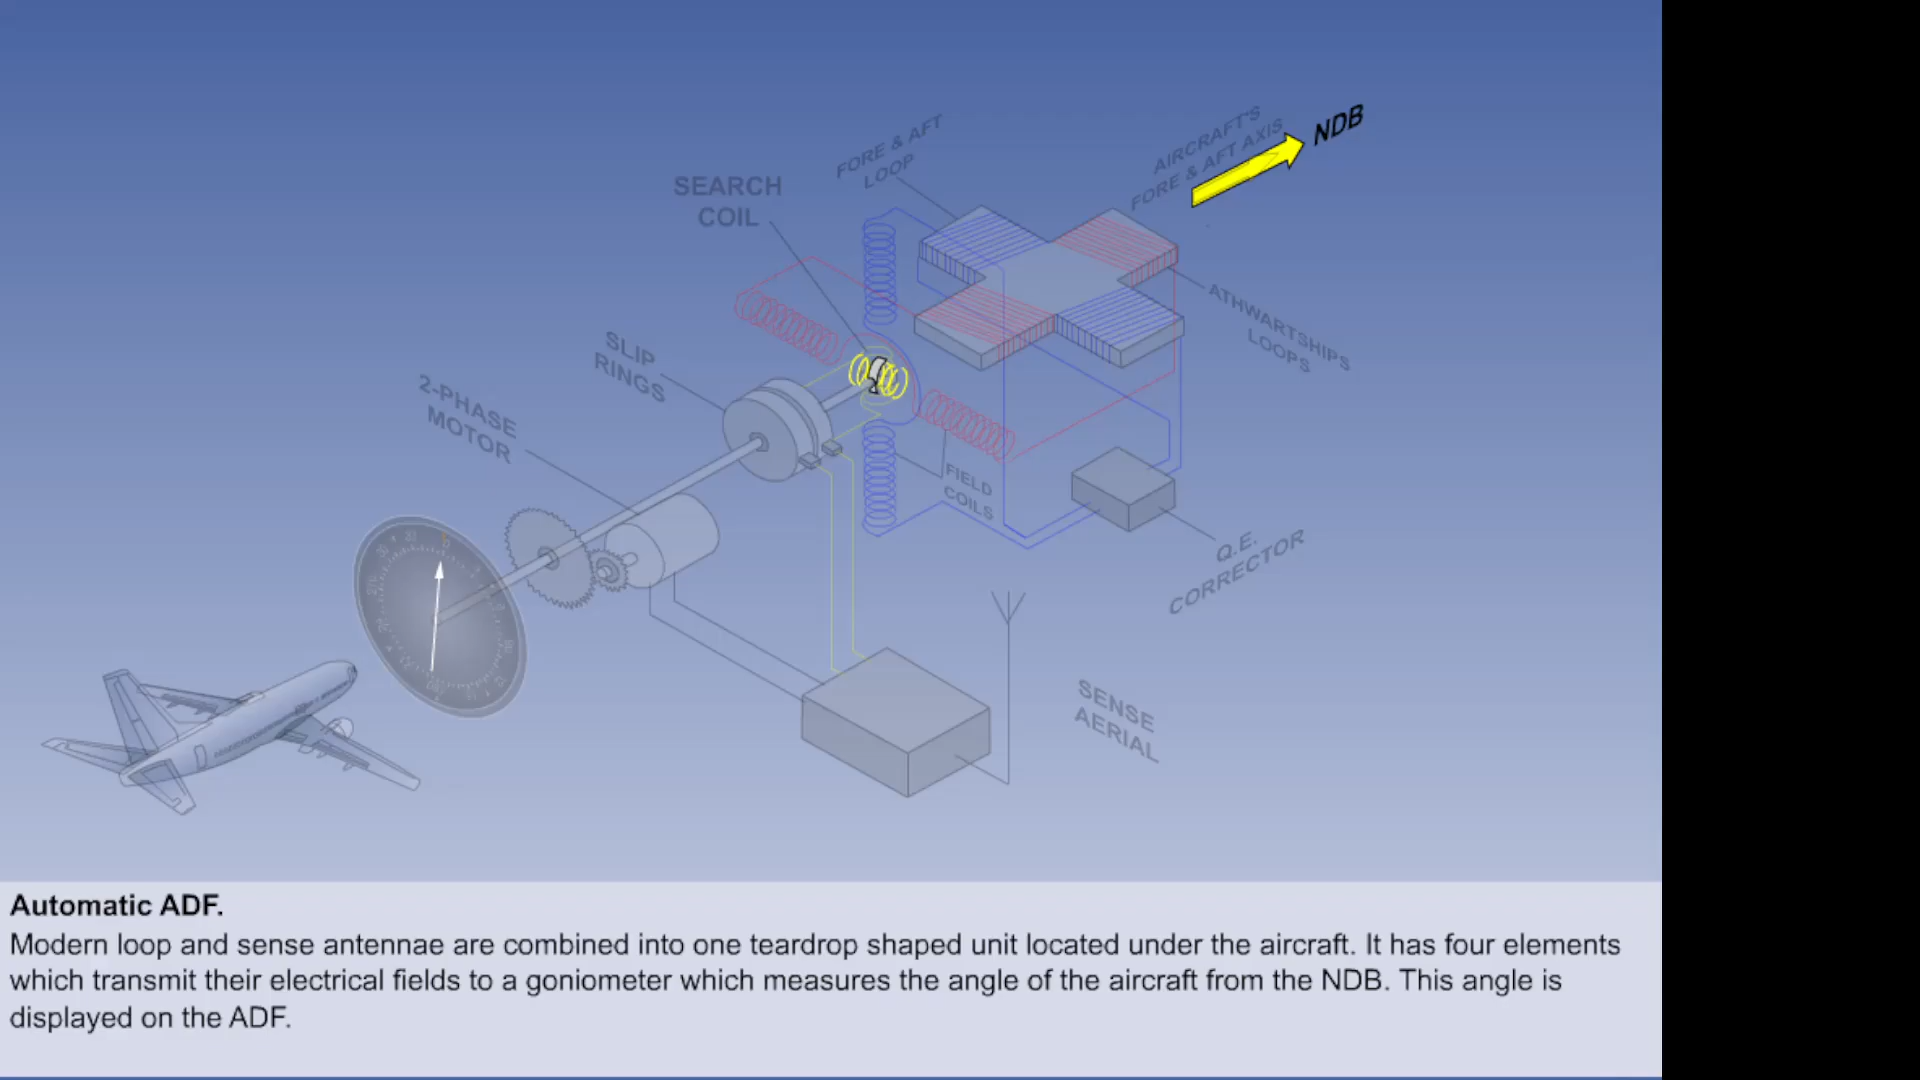 FORE & AFT
LOOP
AIRCRAFT'S
FORE & AFT AXIS
NDB
SEARCH
COIL
ATHWARTSHIPS
LOOPS
SLIP
RINGS
2-PHASE
MOTOR
FIELD
COILS
Q.E.
CORRECTOR
SENSE
AERIAL
Automatic ADF.
Modern loop and sense antennae are combined into one teardrop shaped unit located under the aircraft. It has four elements
which transmit their electrical fields to a goniometer which measures the angle of the aircraft from the NDB. This angle is
displayed on the ADF.